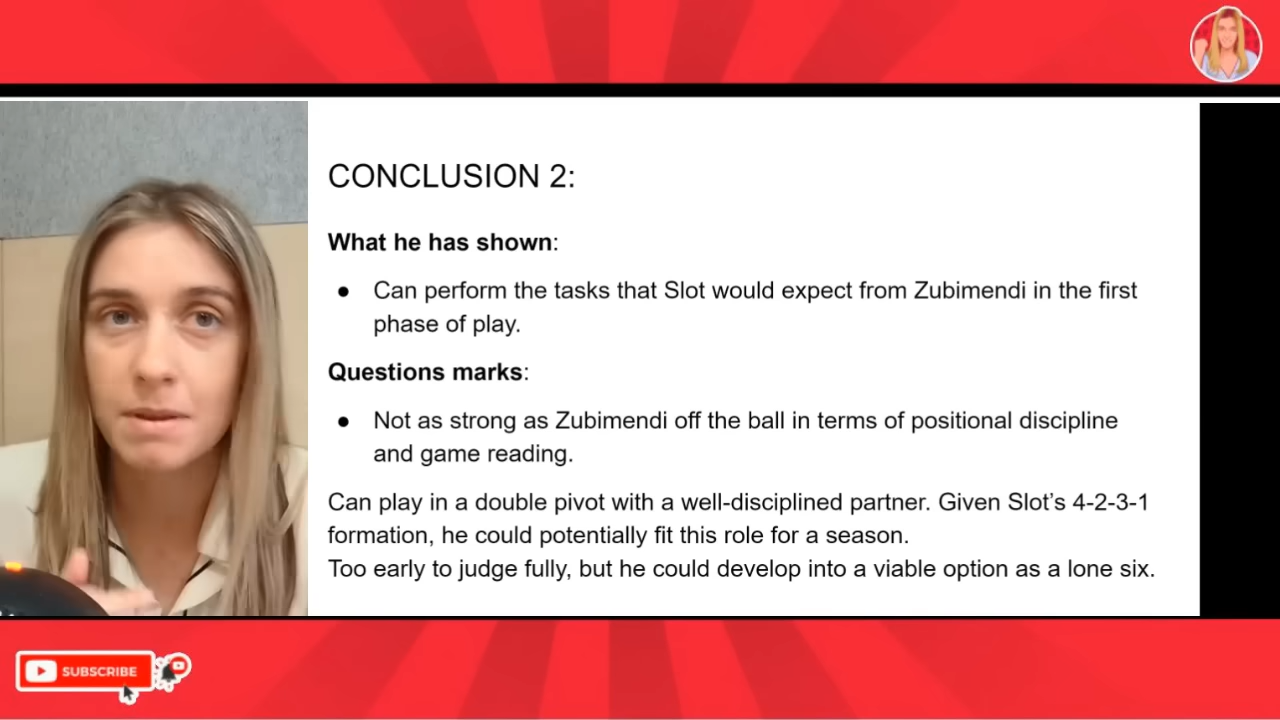 CONCLUSION 2:
What he has shown:
● Can perform the tasks that Slot would expect from Zubimendi in the first
phase of play.
Questions marks:
● Not as strong as Zubimendi off the ball in terms of positional discipline
and game reading.
Can play in a double pivot with a well-disciplined partner. Given Slot’s 4-2-3-1
formation, he could potentially fit this role for a season.
Too early to judge fully, but he could develop into a viable option as a lone six.
SUBSCRIBE